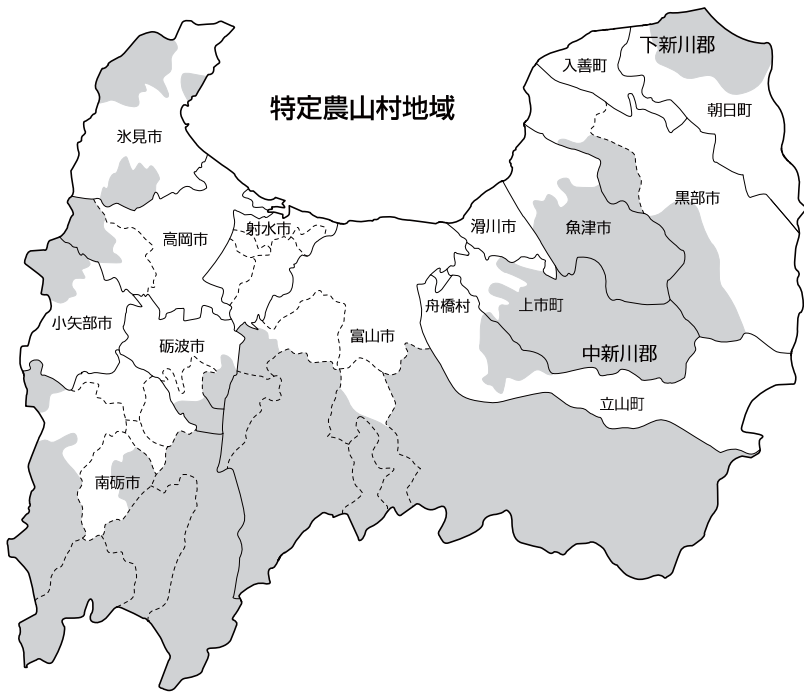 下新川郡
入善町
特定農山村地域
朝日町
氷見市
黒部市
射水市
滑川市
魚津市
高岡市
舟橋村
上市町
小矢部市
富山市
砺波市
中新川郡
立山町
南砺市